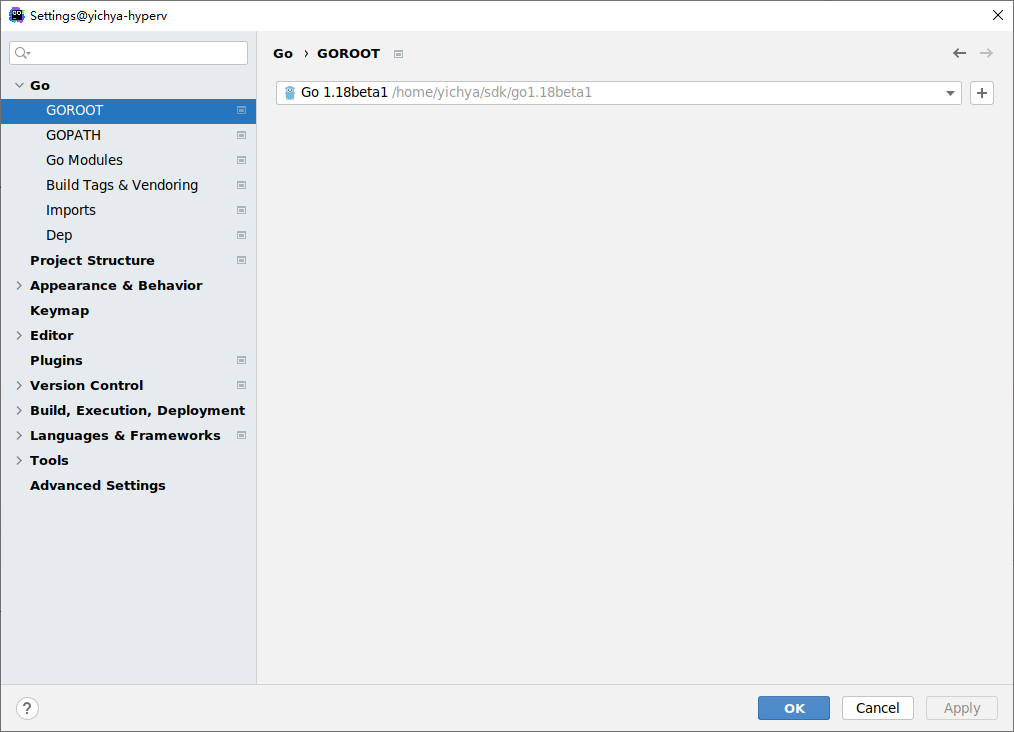 Settings@yichya-hyperv
Go › GOROOT
Go
GOROOT
GOPATH
Go Modules
Build Tags & Vendoring
Imports
Dep
Project Structure
Appearance & Behavior
Keymap
Editor
Plugins
Version Control
Build, Execution, Deployment
Languages & Frameworks
Tools
Advanced Settings
Go 1.18beta1 /home/yichya/sdk/go1.18beta1
?
OK
Cancel
Apply